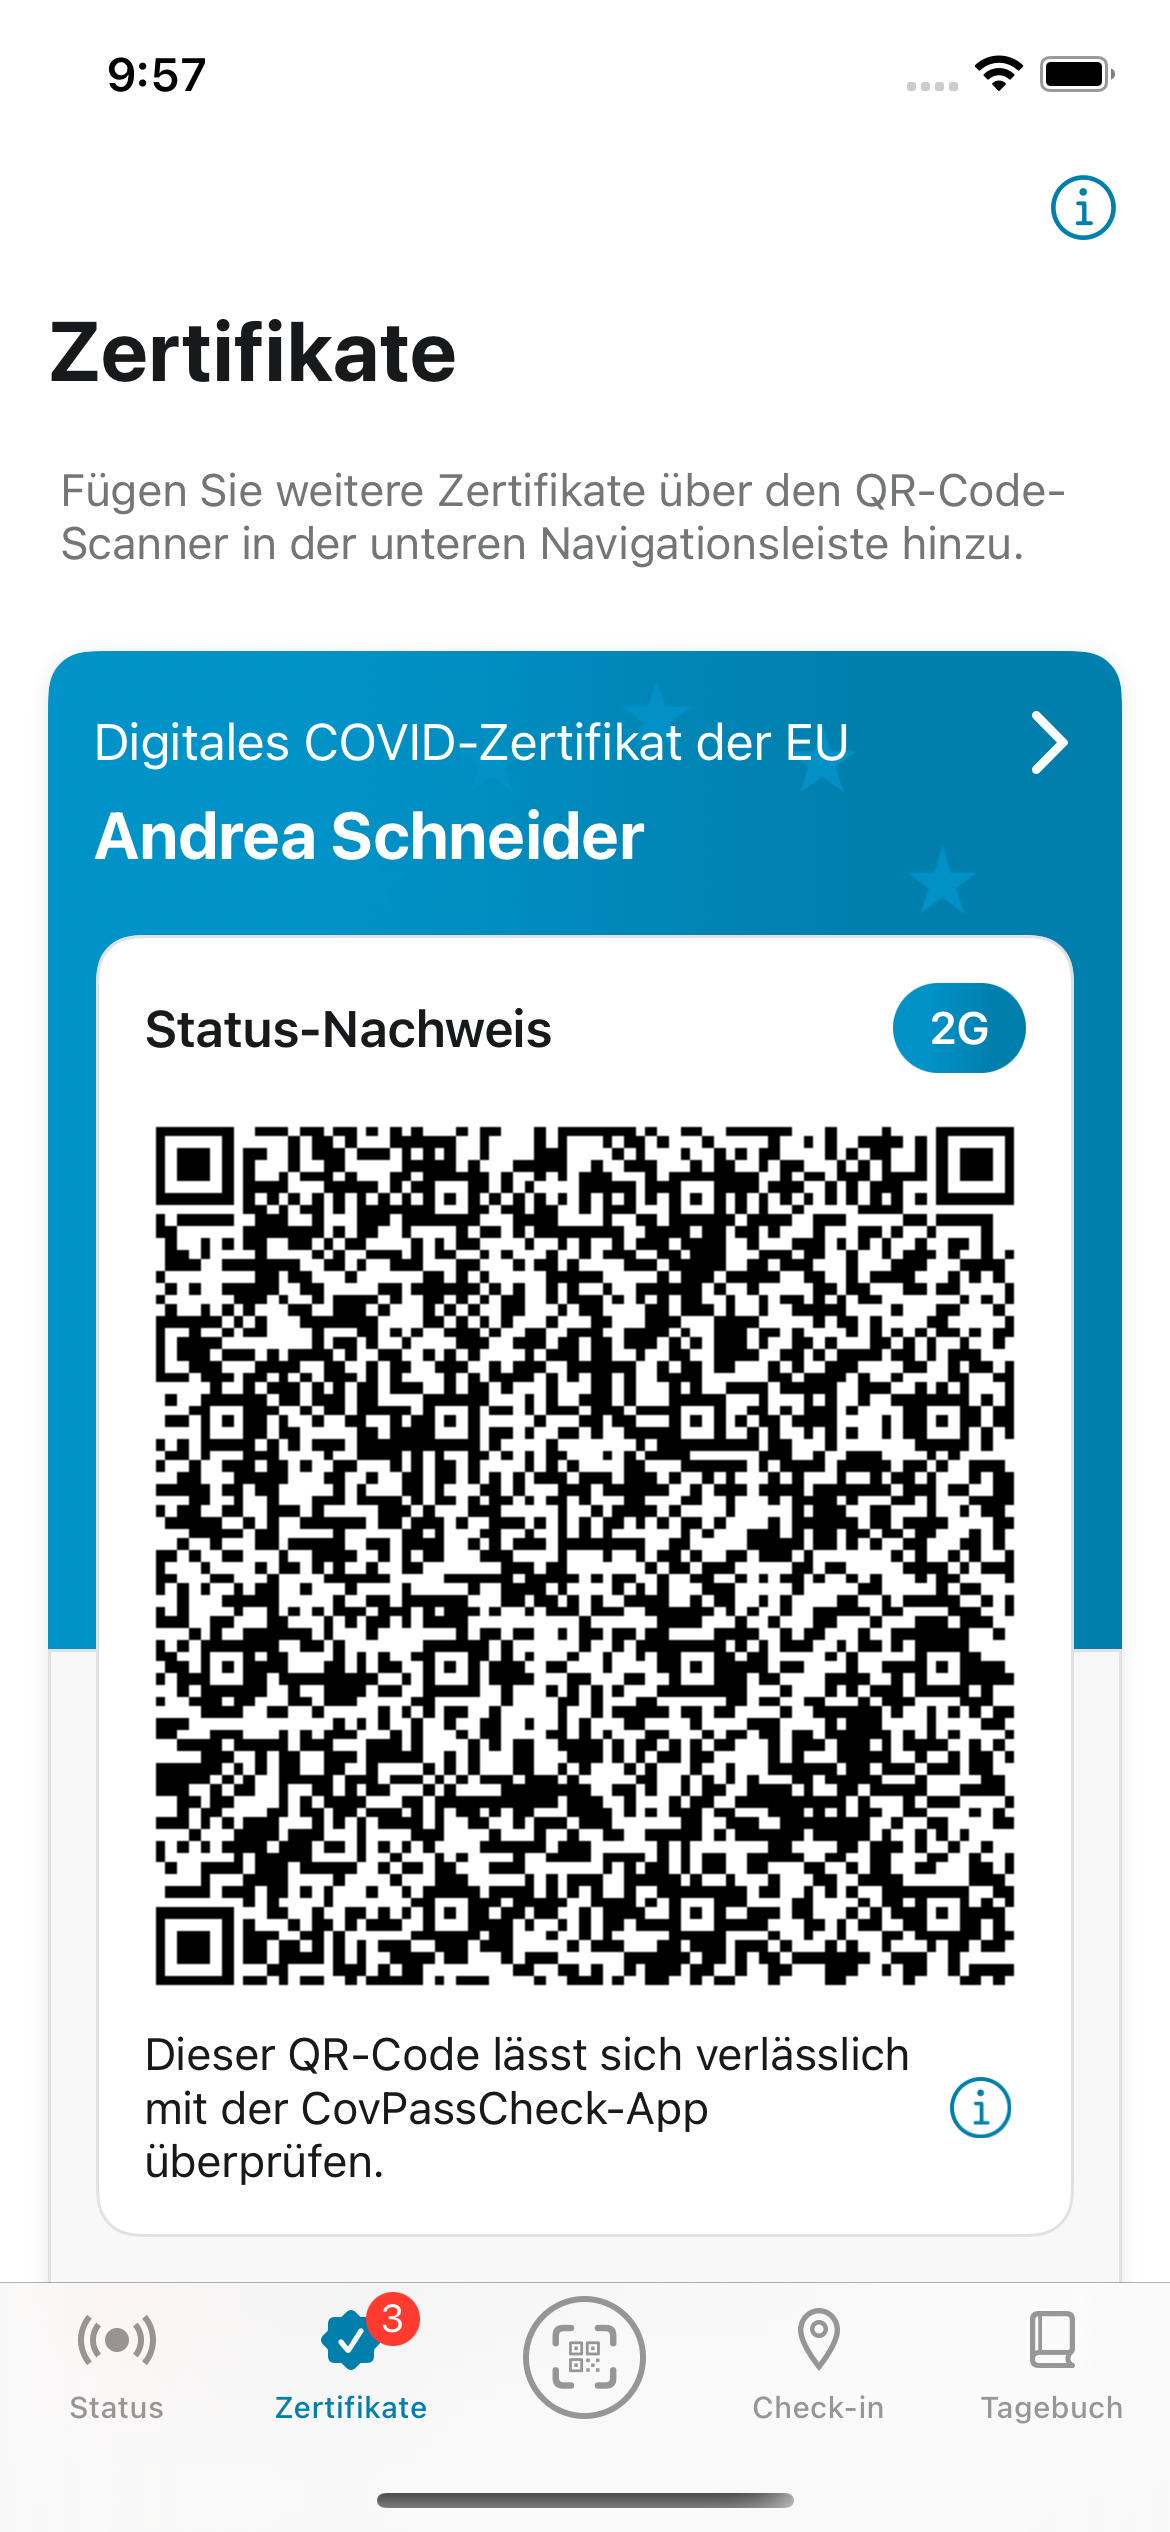 9:57
Zertifikate
Fügen Sie weitere Zertifikate über den QR-Code-
Scanner in der unteren Navigationsleiste hinzu.
Digitales COVID-Zertifikat der EU
Andrea Schneider
Status-Nachweis
2G
Dieser QR-Code lässt sich verlässlich
mit der CovPassCheck-App
überprüfen.
3
Status
Zertifikate
Check-in
Tagebuch